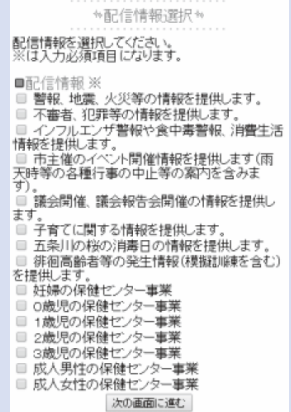 配信情報選択
配信情報を選択してください。
※は入力必須項目になります。
■配信情報 ※
警報、地震、火災等の情報を提供します。
不審者、犯罪等の情報を提供します。
インフルエンザ警報や食中毒警報、消費生活
情報を提供します。
市主催のイベント開催情報を提供します(雨
天時等の各種行事の中止等の案内を含みま
す)。
議会開催、議会報告会開催の情報を提供し
ます。
子育てに関する情報を提供します。
五条川の桜の消毒日の情報を提供します。
徘徊高齢者等の発生情報(模擬訓練を含む)
を提供します。
妊婦の保健センター事業
0歳児の保健センター事業
1歳児の保健センター事業
2歳児の保健センター事業
3歳児の保健センター事業
成人男性の保健センター事業
成人女性の保健センター事業
次の画面に進む